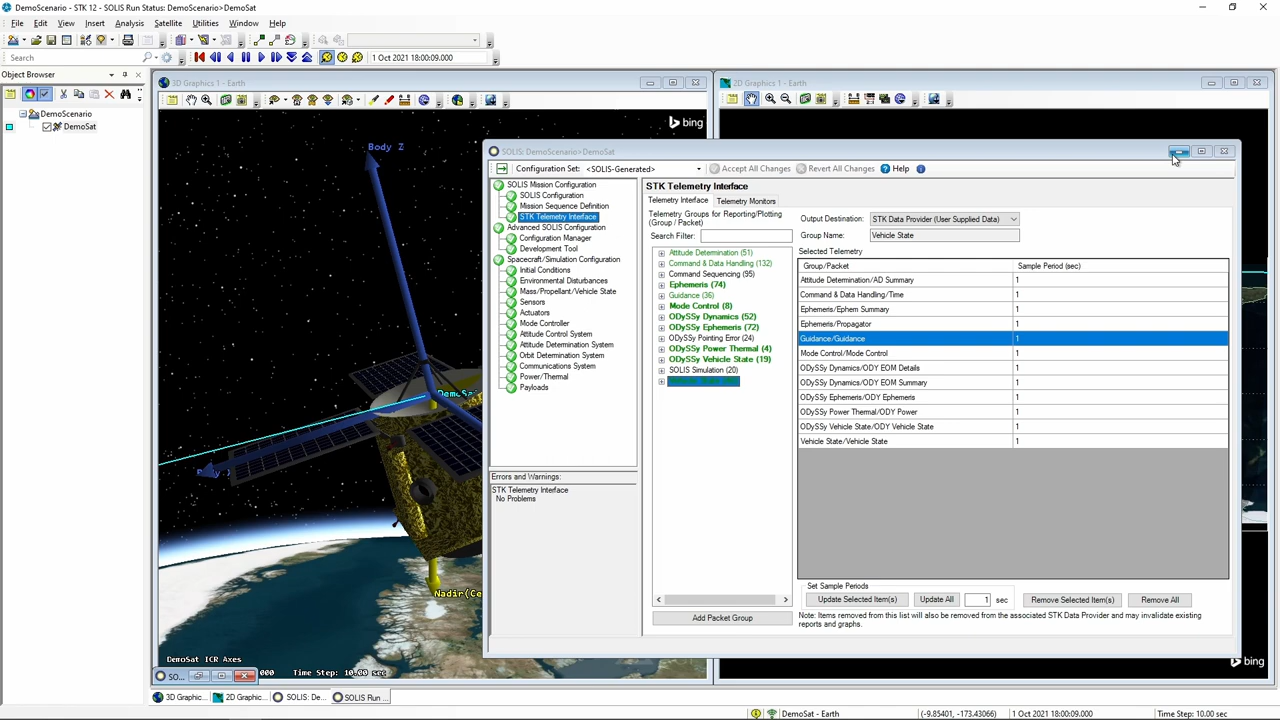 DemoScenario - STK 12 - SOLIS Run Status: DemoScenario>DemoSat
File Edit View Insert Analysis Satellite Utilities Window Help
Search
1 Oct 2021 18:00:09.000
Object Browser
DemoScenario
DemoSat
3D Graphics 1 - Earth
2D Graphics 1 - Earth
bing
Body Z
SOLIS: DemoScenario>DemoSat
Configuration Set: <SOLIS-Generated>
Accept All Changes
Revert All Changes
Help
SOLIS Mission Configuration
SOLIS Configuration
Mission Sequence Definition
STK Telemetry Interface
Advanced SOLIS Configuration
Configuration Manager
Development Tool
Spacecraft/Simulation Configuration
Initial Conditions
Environmental Disturbances
Mass/Propellant/Vehicle State
Sensors
Actuators
Mode Controller
Attitude Control System
Attitude Determination System
Orbit Determination System
Communications System
Power/Thermal
Payloads
Errors and Warnings:
STK Telemetry Interface
No Problems
STK Telemetry Interface
Telemetry Interface
Telemetry Monitors
Telemetry Groups for Reporting/Plotting
(Group / Packet)
Search Filter:
Attitude Determination (51)
Command & Data Handling (132)
Command Sequencing (95)
Ephemeris (74)
Guidance (36)
Mode Control (8)
ODySSy Dynamics (52)
ODySSy Ephemeris (72)
ODySSy Pointing Error (24)
ODySSy Power Thermal (4)
ODySSy Vehicle State (19)
SOLIS Simulation (20)
Add Packet Group
Output Destination: STK Data Provider (User Supplied Data)
Group Name: Vehicle State
Selected Telemetry
Group/Packet Sample Period (sec)
Attitude Determination/AD Summary 1
Command & Data Handling/Time 1
Ephemeris/Ephem Summary 1
Ephemeris/Propagator 1
Guidance/Guidance 1
Mode Control/Mode Control 1
ODySSy Dynamics/ODY EOM Details 1
ODySSy Dynamics/ODY EOM Summary 1
ODySSy Ephemeris/ODY Ephemeris 1
ODySSy Power Thermal/ODY Power 1
ODySSy Vehicle State/ODY Vehicle State 1
Vehicle State/Vehicle State 1
Set Sample Periods
Update Selected Item(s)
Update All
1 sec
Remove Selected Item(s)
Remove All
Note: Items removed from this list will also be removed from the associated STK Data Provider and may invalidate existing
reports and graphs.
DemoSat ICR Axes
SO...
000 Time Step: 10.00 sec
bing
3D Graphic...
2D Graphic...
SOLIS: De...
SOLIS Run ...
DemoSat - Earth
(-9.85401, -173.43066)
1 Oct 2021 18:00:09.000
Time Step: 10.00 sec